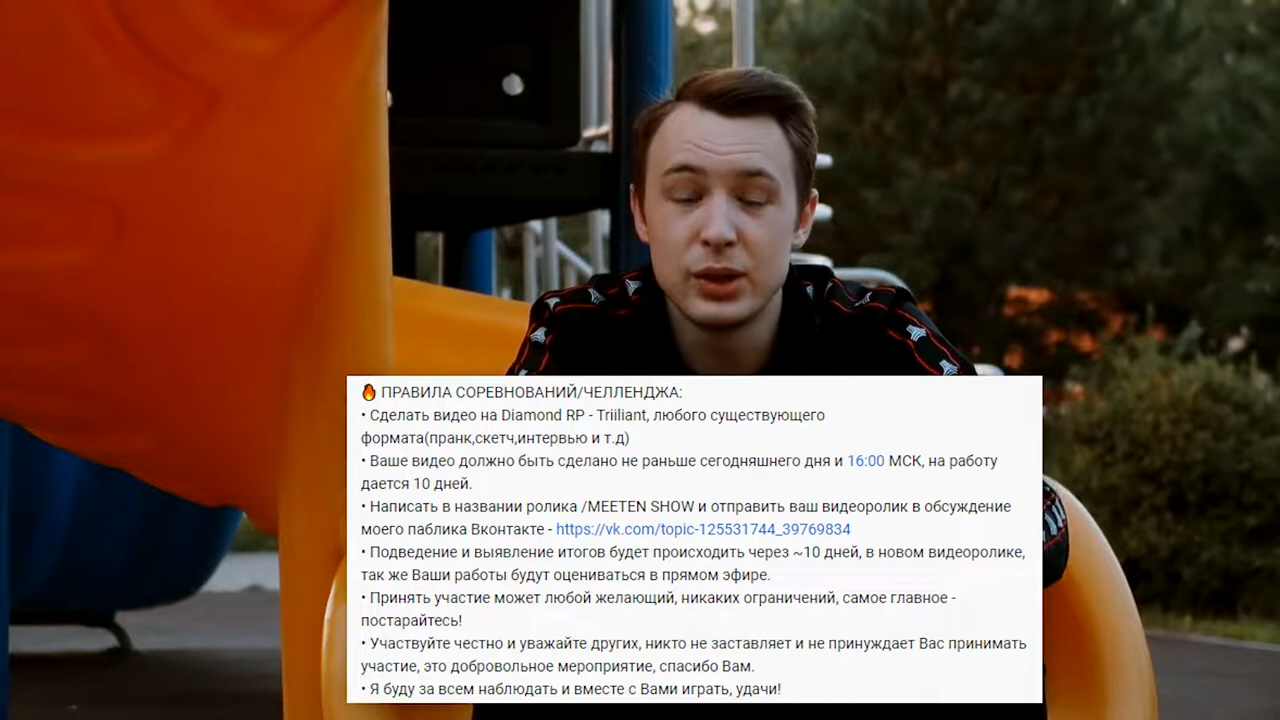 🔥 ПРАВИЛА СОРЕВНОВАНИЙ/ЧЕЛЛЕНДЖА:
• Сделать видео на Diamond RP - Triiliant, любого существующего
формата(пранк,скетч,интервью и т.д)
• Ваше видео должно быть сделано не раньше сегодняшнего дня и 16:00 МСК, на работу
дается 10 дней.
• Написать в названии ролика /MEETEN SHOW и отправить ваш видеоролик в обсуждение
моего паблика Вконтакте - https://vk.com/topic-125531744_39769834
• Подведение и выявление итогов будет происходить через ~10 дней, в новом видеоролике,
так же Ваши работы будут оцениваться в прямом эфире.
• Принять участие может любой желающий, никаких ограничений, самое главное -
постарайтесь!
• Участвуйте честно и уважайте других, никто не заставляет и не принуждает Вас принимать
участие, это добровольное мероприятие, спасибо Вам.
• Я буду за всем наблюдать и вместе с Вами играть, удачи!